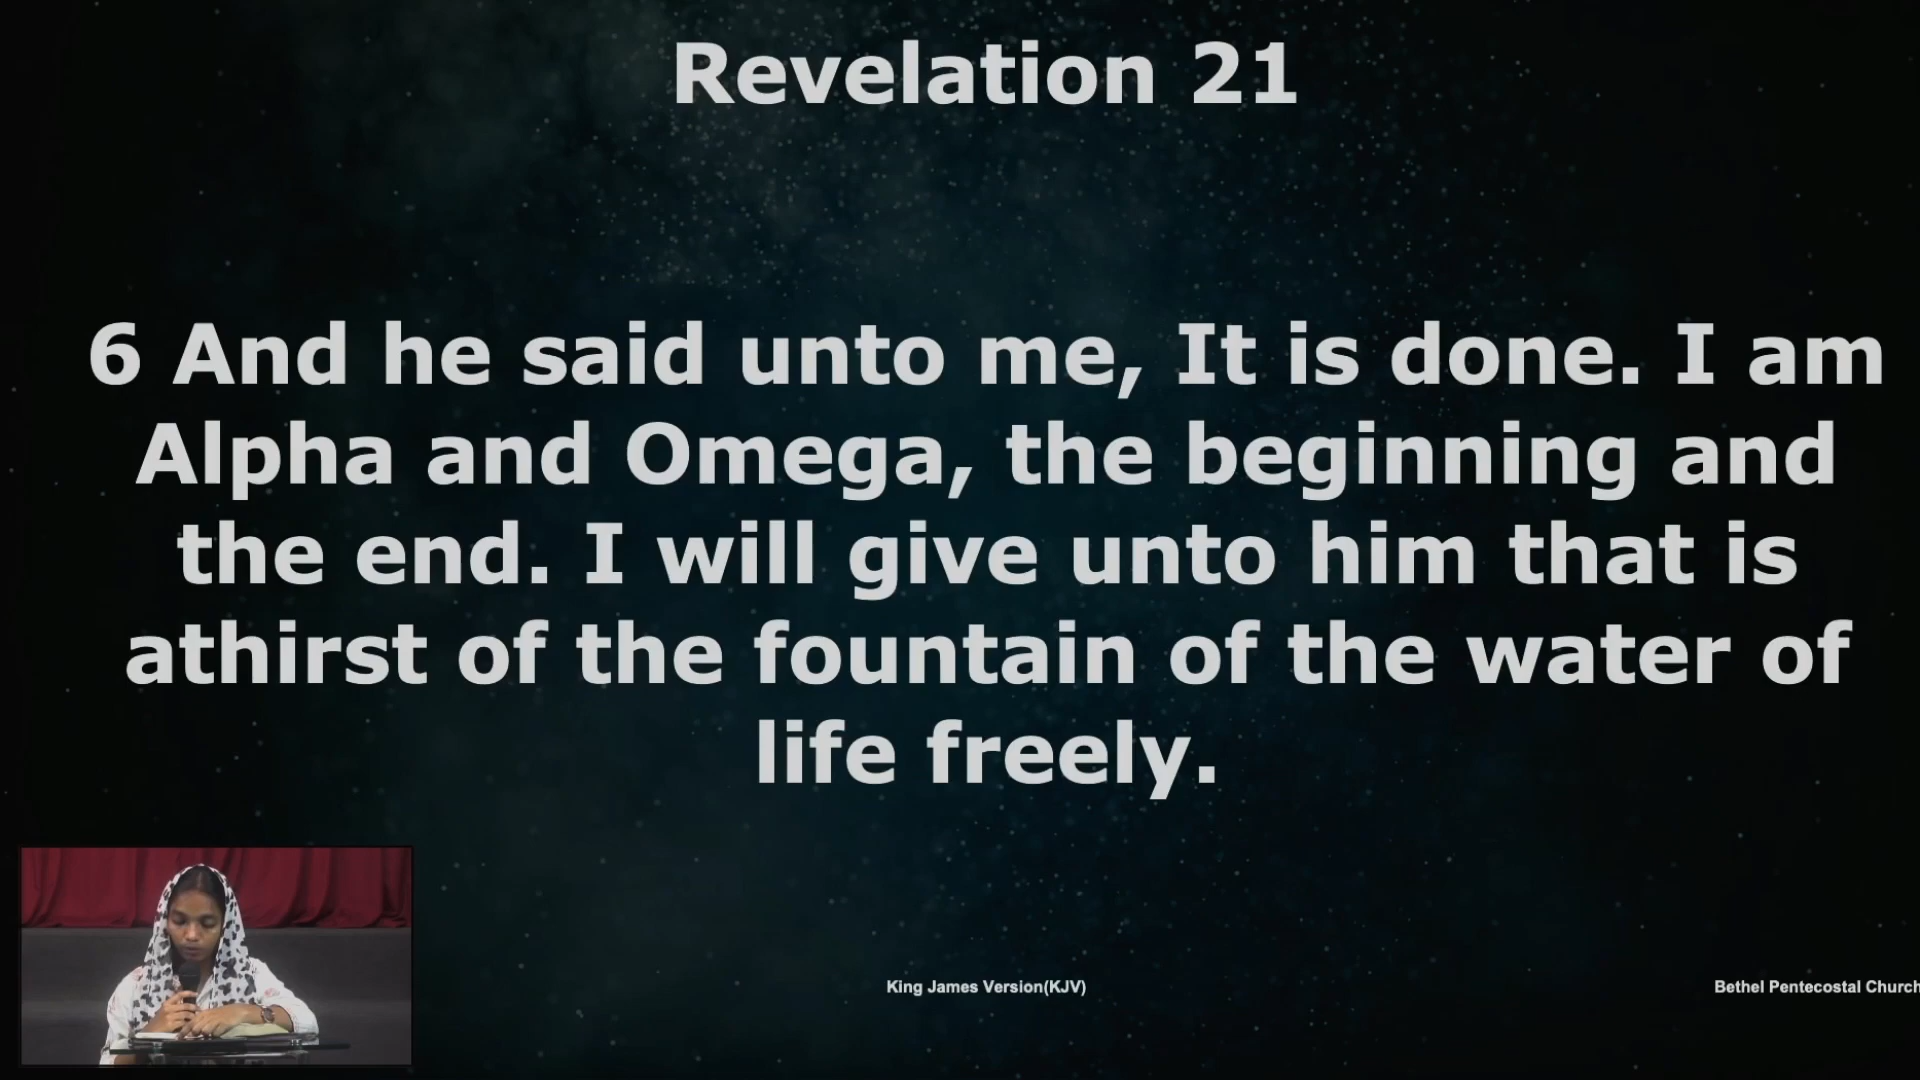 Revelation 21
6 And he said unto me, It is done. I am
Alpha and Omega, the beginning and
the end. I will give unto him that is
athirst of the fountain of the water of
life freely.
King James Version(KJV)
Bethel Pentecostal Church